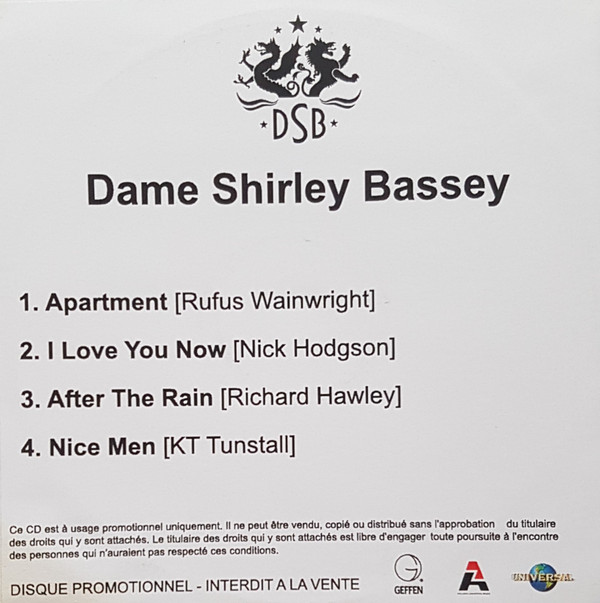 DSB
Dame Shirley Bassey
1. Apartment [Rufus Wainwright]
2. I Love You Now [Nick Hodgson]
3. After The Rain [Richard Hawley]
4. Nice Men [KT Tunstall]
Ce CD est à usage promotionnel uniquement. Il ne peut être vendu, copié ou distribué sans l'approbation du titulaire
des droits qui y sont attachés. Le titulaire des droits qui y sont attachés est libre d'engager toute poursuite à l'encontre
des personnes qui n'auraient pas respecté ces conditions.
DISQUE PROMOTIONNEL - INTERDIT A LA VENTE
G
GEFFEN
A
UNIVERSAL